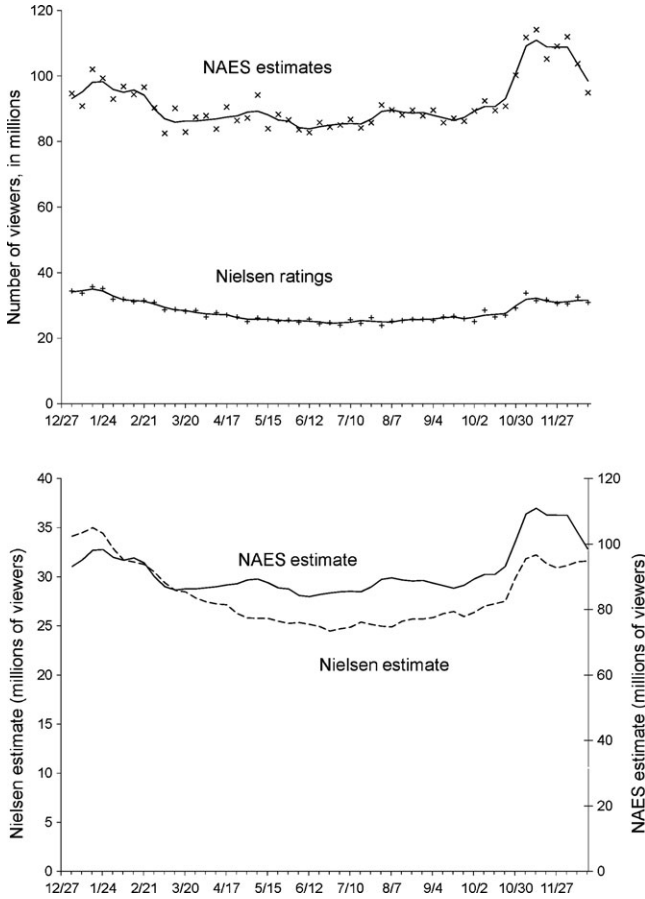 120
100
80
60
40
20
0
Number of viewers, in millions
NAES estimates
Nielsen ratings
12/27 1/24 2/21 3/20 4/17 5/15 6/12 7/10 8/7 9/4 10/2 10/30 11/27
40
35
30
25
20
15
10
5
0
Nielsen estimate (millions of viewers)
NAES estimate
Nielsen estimate
120
100
80
60
40
20
0
NAES estimate (millions of viewers)
12/27 1/24 2/21 3/20 4/17 5/15 6/12 7/10 8/7 9/4 10/2 10/30 11/27